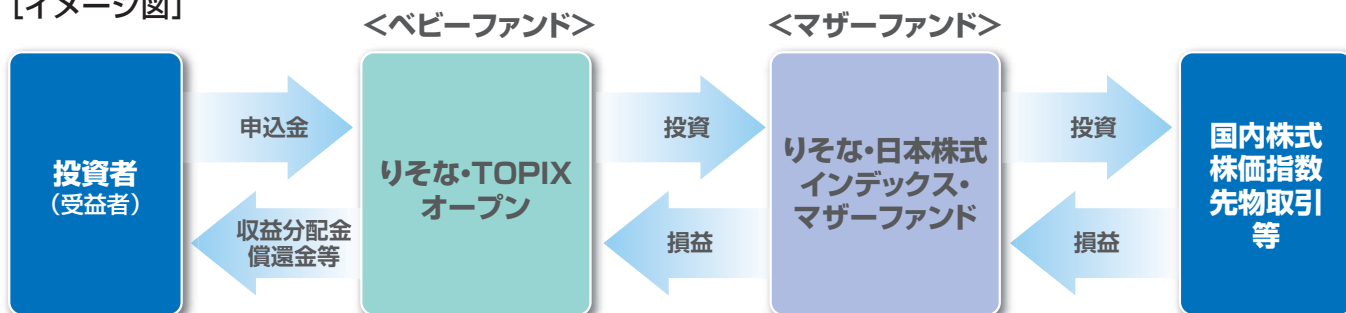 [イメージ図]
<ベビーファンド>
<マザーファンド>
投資者
(受益者)
申込金
収益分配金
償還金等
りそな・TOPIX
オープン
投資
損益
りそな・日本株式
インデックス・
マザーファンド
投資
損益
国内株式
株価指数
先物取引
等